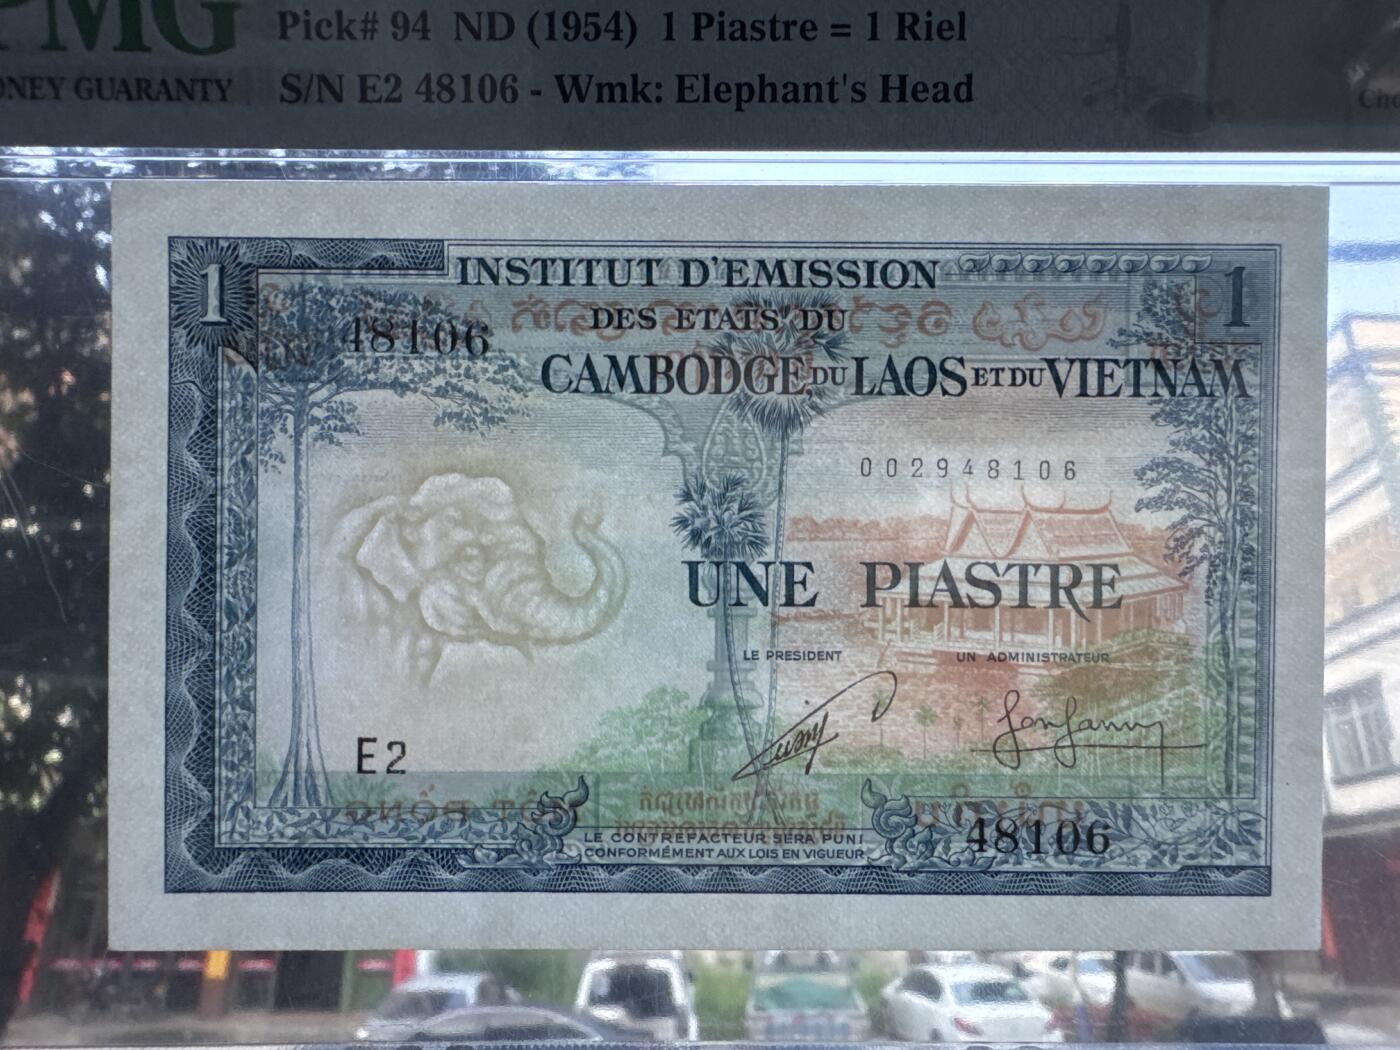 PMG
Pick# 94 ND (1954) 1 Piastre = 1 Riel
MONEY GUARANTY
S/N E2 48106 - Wmk: Elephant's Head
1
1
INSTITUT D'EMISSION
DES ETATS DU
CAMBODGE, DU LAOS ET DU VIETNAM
48106
002948106
UNE PIASTRE
LE PRESIDENT
UN ADMINISTRATEUR
E2
LE CONTREFACTEUR SERA PUNI
CONFORMÉMENT AUX LOIS EN VIGUEUR
48106